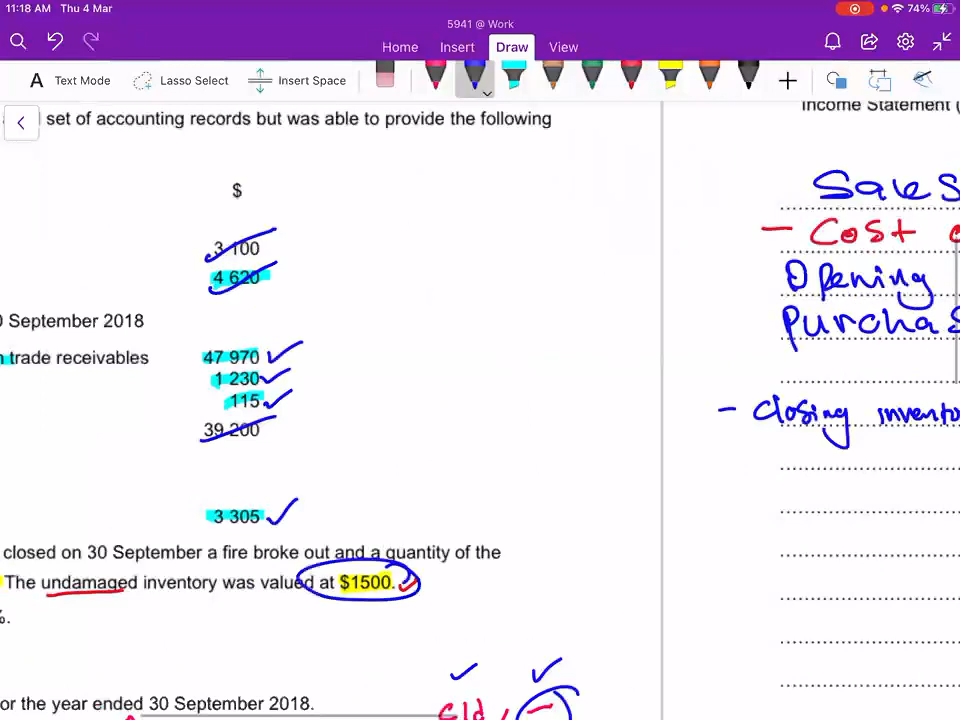 11:18 AM Thu 4 Mar
74%
5941 @ Work
Home Insert Draw View
Text Mode Lasso Select Insert Space
set of accounting records but was able to provide the following
$
3 100
4 620
0 September 2018
n trade receivables 47 970
1 230
115
39 200
3 305
closed on 30 September a fire broke out and a quantity of the
The undamaged inventory was valued at $1500.
%.
or the year ended 30 September 2018.
Income Statement (
Sales
- Cost
Opening
Purchas
- closing invento